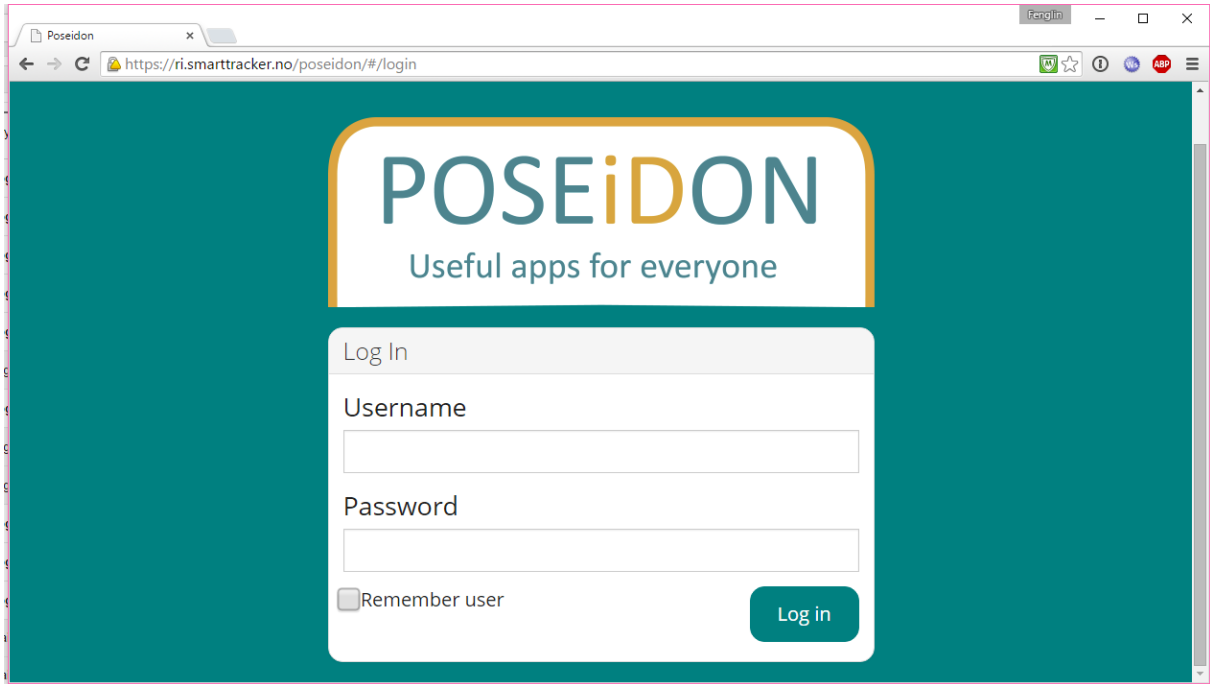 Fenglin
Poseidon
https://ri.smarttracker.no/poseidon/#/login
ABP
POSEiDON
Useful apps for everyone
Log In
Username
Password
Remember user
Log in